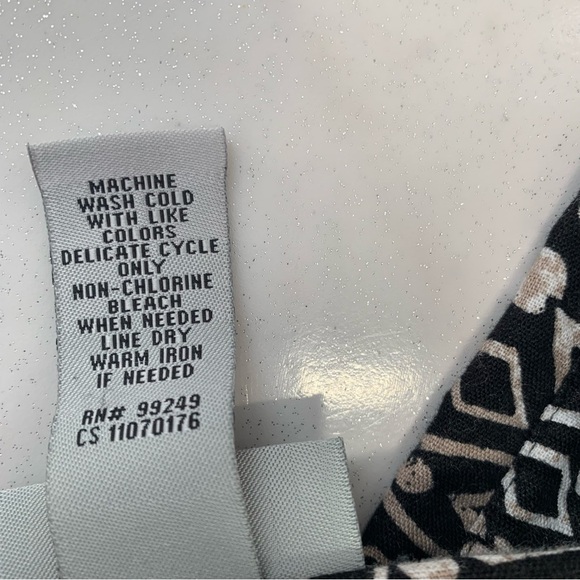 MACHINE
WASH COLD
WITH LIKE
COLORS
DELICATE CYCLE
ONLY
NON-CHLORINE
BLEACH
WHEN NEEDED
LINE DRY
WARM IRON
IF NEEDED
RN# 99249
CS 11070176